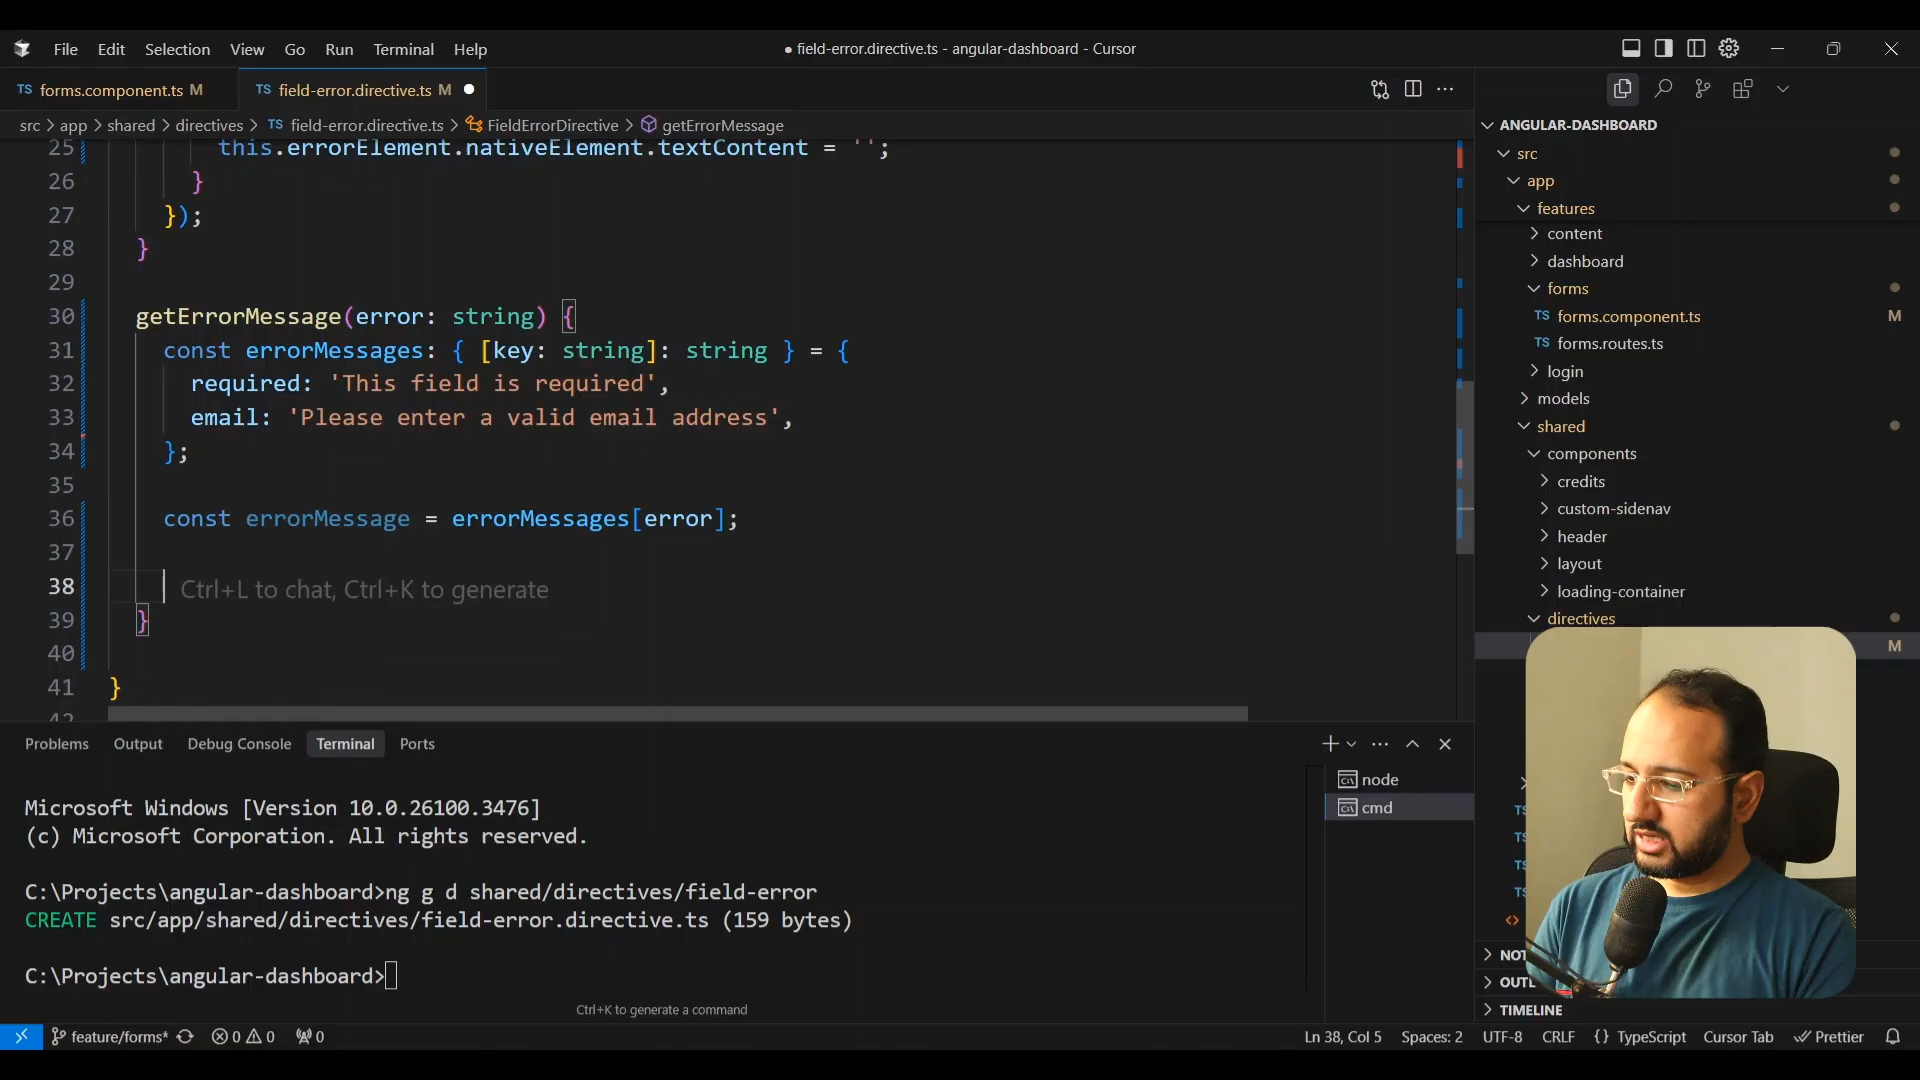 File Edit Selection View Go Run Terminal Help
● field-error.directive.ts - angular-dashboard - Cursor
TS forms.component.ts M
TS field-error.directive.ts M
src > app > shared > directives > TS field-error.directive.ts > FieldErrorDirective > getErrorMessage
25 this.errorElement.nativeElement.textContent = '';
26 }
27 });
28 }
29
30 getErrorMessage(error: string) {
31 const errorMessages: { [key: string]: string } = {
32 required: 'This field is required',
33 email: 'Please enter a valid email address',
34 };
35
36 const errorMessage = errorMessages[error];
37
38 Ctrl+L to chat, Ctrl+K to generate
39 }
40
41 }
42
ANGULAR-DASHBOARD
src
app
features
content
dashboard
forms
TS forms.component.ts M
TS forms.routes.ts
login
models
shared
components
credits
custom-sidenav
header
layout
loading-container
directives
M
TS
TS
TS
TS
<>
OUTL
TIMELINE
Problems Output Debug Console Terminal Ports
node
cmd
Microsoft Windows [Version 10.0.26100.3476]
(c) Microsoft Corporation. All rights reserved.
C:\Projects\angular-dashboard>ng g d shared/directives/field-error
CREATE src/app/shared/directives/field-error.directive.ts (159 bytes)
C:\Projects\angular-dashboard>
Ctrl+K to generate a command
feature/forms* 0 0 0
Ln 38, Col 5 Spaces: 2 UTF-8 CRLF {} TypeScript Cursor Tab Prettier